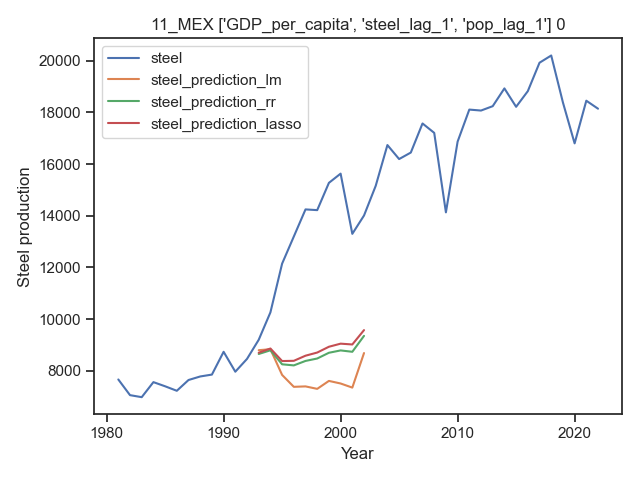 11_MEX ['GDP_per_capita', 'steel_lag_1', 'pop_lag_1'] 0
steel
steel_prediction_lm
steel_prediction_rr
steel_prediction_lasso
Steel production
20000
18000
16000
14000
12000
10000
8000
1980 1990 2000 2010 2020
Year